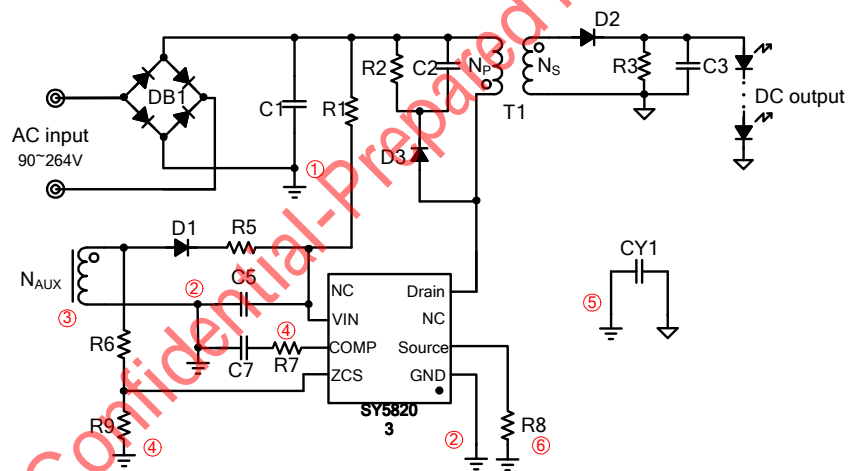 D2
R2
C2
NP
NS
R3
C3
DB1
C1
R1
T1
DC output
AC input
90~264V
D3
①
D1
R5
CY1
NAUX
②
C5
⑤
③
NC
Drain
VIN
NC
R6
④
COMP
Source
C7
R7
ZCS
GND
R9
SY5820
3
②
R8
④
⑥
Confidential-Prepared